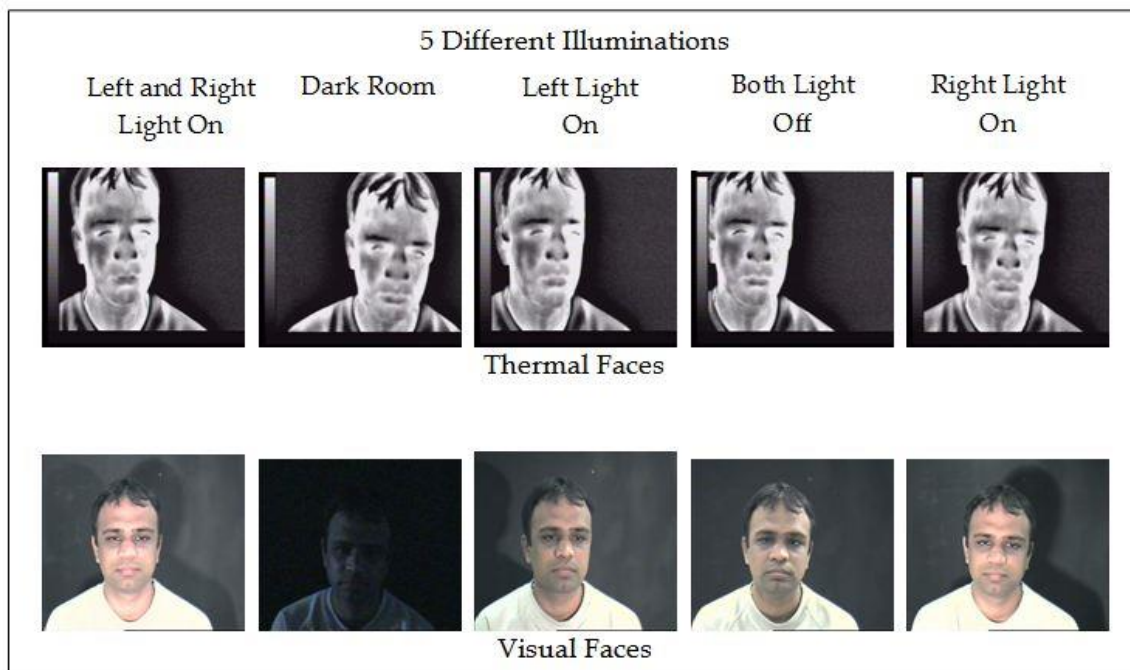 5 Different Illuminations
Left and Right
Light On
Dark Room
Left Light
On
Both Light
Off
Right Light
On
Thermal Faces
Visual Faces